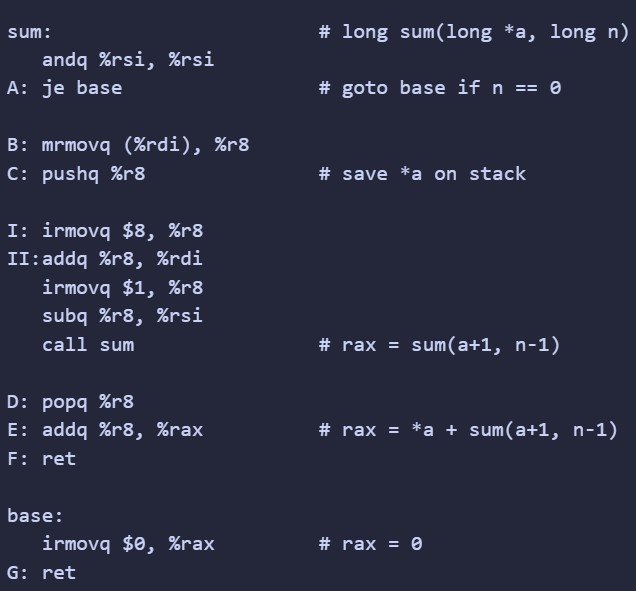 sum:                          # long sum(long *a, long n)
   andq %rsi, %rsi
A: je base                    # goto base if n == 0

B: mrmovq (%rdi), %r8
C: pushq %r8                  # save *a on stack

I: irmovq $8, %r8
II:addq %r8, %rdi
   irmovq $1, %r8
   subq %r8, %rsi
   call sum                   # rax = sum(a+1, n-1)

D: popq %r8
E: addq %r8, %rax             # rax = *a + sum(a+1, n-1)
F: ret

base:
   irmovq $0, %rax            # rax = 0
G: ret